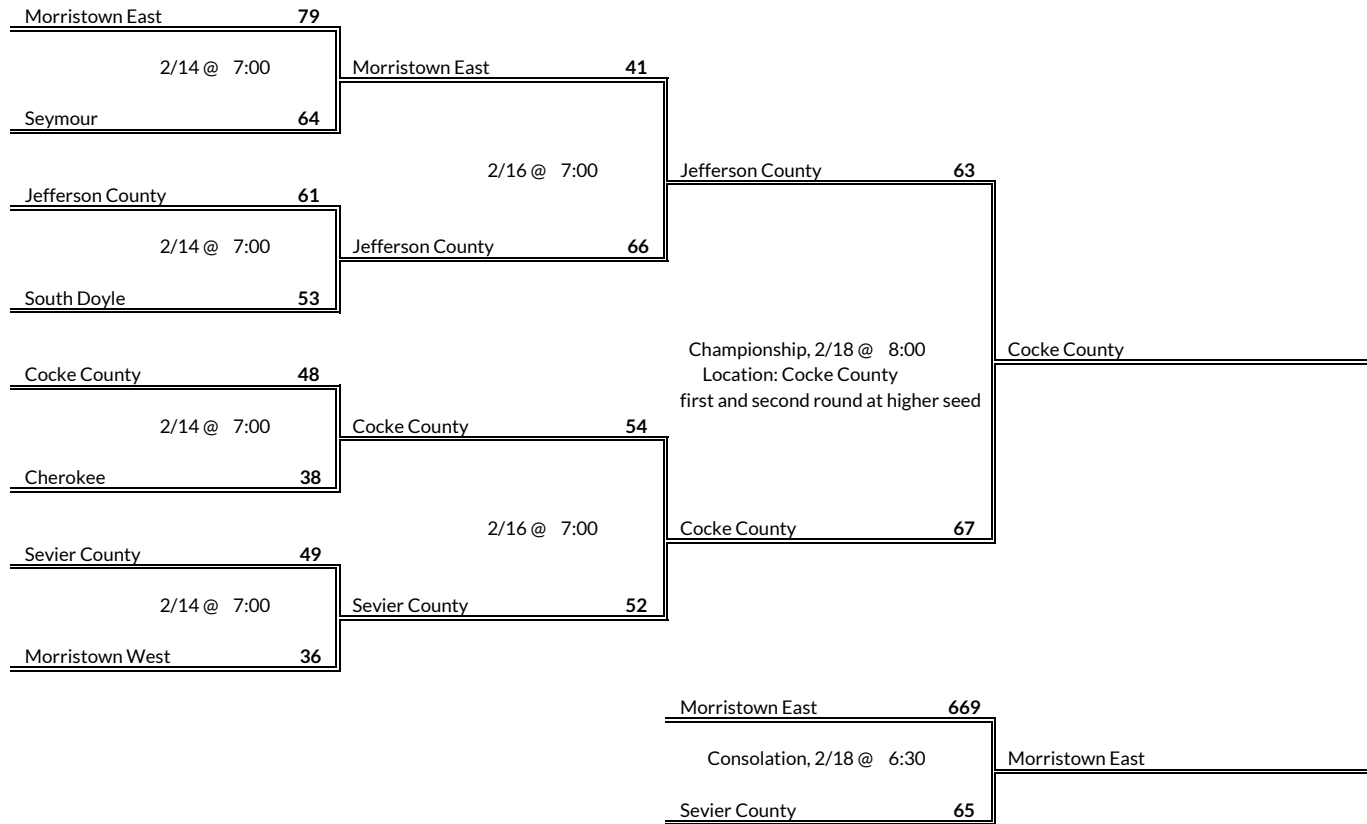 Morristown East 79
2/14 @ 7:00 Morristown East 41
Seymour 64
2/16 @ 7:00 Jefferson County 63
Jefferson County 61
2/14 @ 7:00 Jefferson County 66
South Doyle 53
Championship, 2/18 @ 8:00 Cocke County
Cocke County 48 Location: Cocke County
first and second round at higher seed
2/14 @ 7:00 Cocke County 54
Cherokee 38
2/16 @ 7:00 Cocke County 67
Sevier County 49
2/14 @ 7:00 Sevier County 52
Morristown West 36
Morristown East 669
Consolation, 2/18 @ 6:30 Morristown East
Sevier County 65